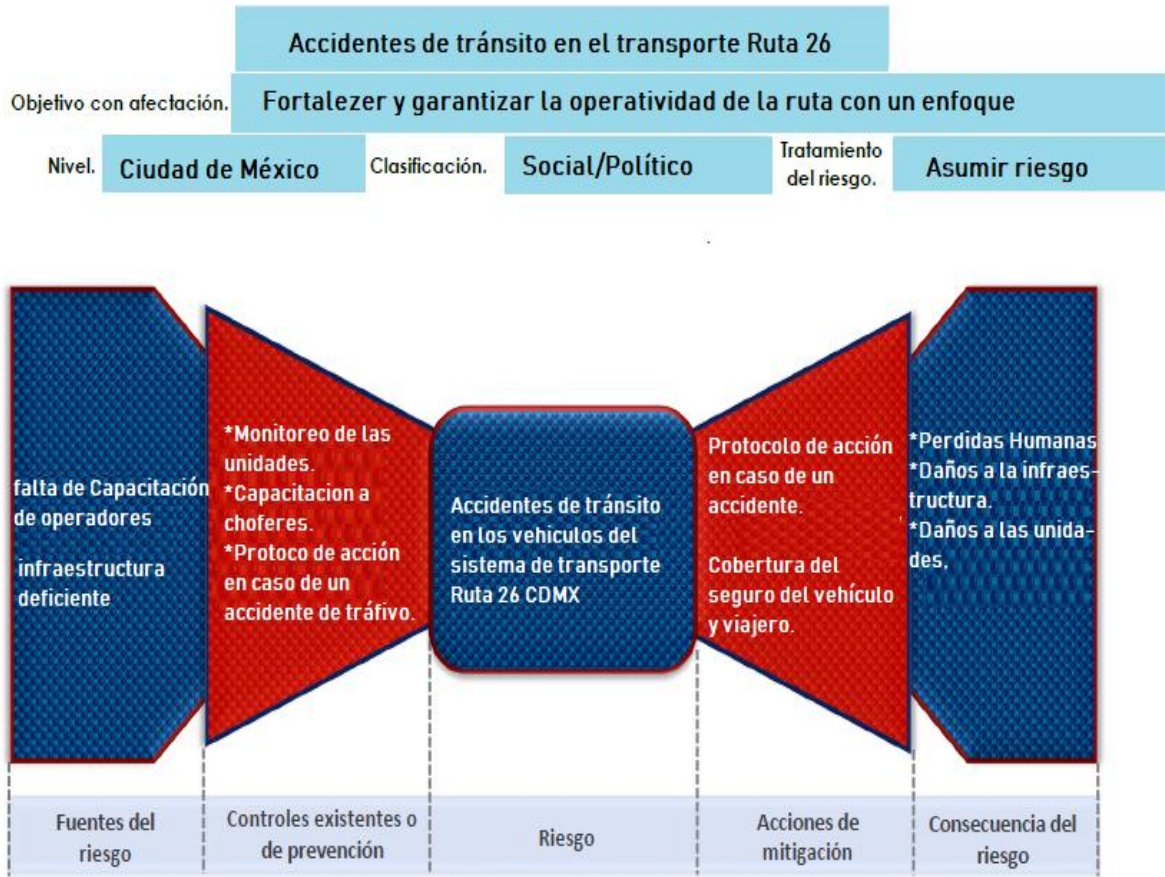 Accidentes de tránsito en el transporte Ruta 26
Objetivo con afectación.
Fortalezer y garantizar la operatividad de la ruta con un enfoque
Nivel.
Ciudad de México
Clasificación.
Social/Político
Tratamiento
del riesgo.
Asumir riesgo
falta de Capacitación
de operadores
infraestructura
deficiente
*Monitoreo de las
unidades.
*Capacitacion a
choferes.
*Protoco de acción
en caso de un
accidente de tráfivo.
Accidentes de tránsito
en los vehiculos del
sistema de transporte
Ruta 26 CDMX
Protocolo de acción
en caso de un
accidente.
Cobertura del
seguro del vehículo
y viajero.
*Perdidas Humanas
*Daños a la infraes-
tructura.
*Daños a las unida-
des.
Fuentes del
riesgo
Controles existentes o
de prevención
Riesgo
Acciones de
mitigación
Consecuencia del
riesgo